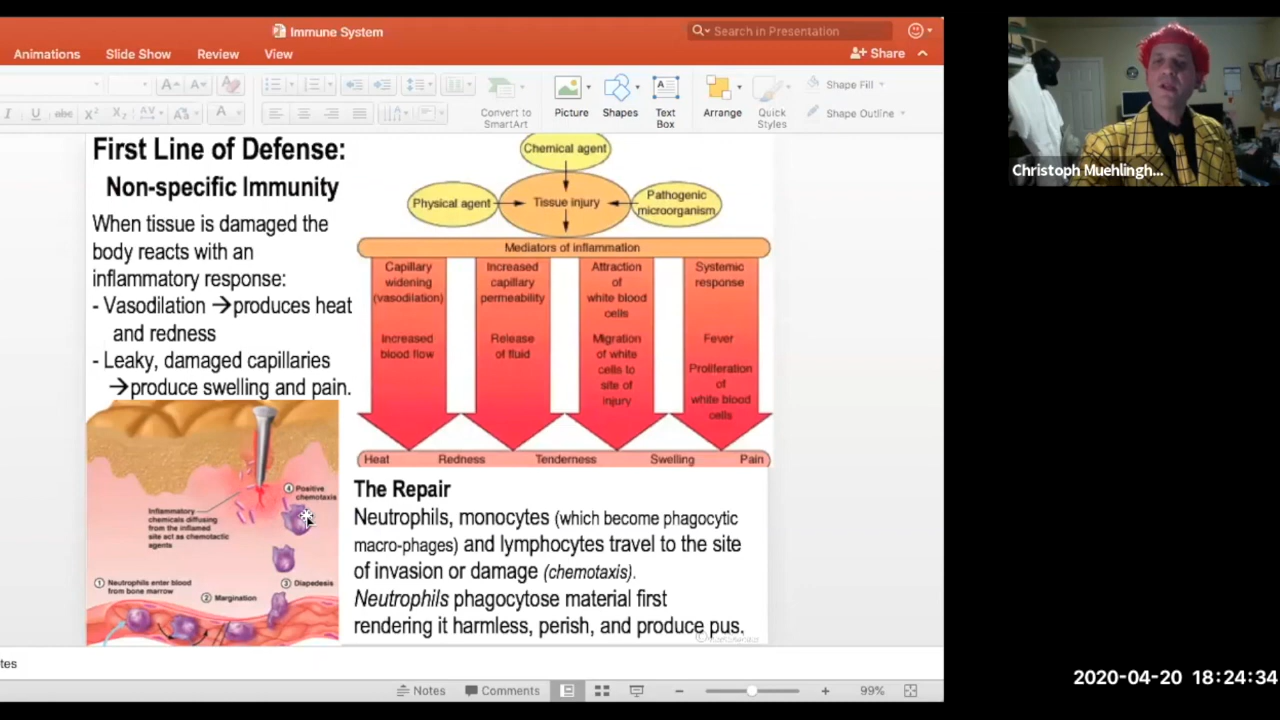 Immune System
Search in Presentation
Animations
Slide Show
Review
View
Share
Convert to
SmartArt
Picture
Shapes
Text
Box
Arrange
Quick
Styles
Shape Fill
Shape Outline
First Line of Defense:
Non-specific Immunity
When tissue is damaged the
body reacts with an
inflammatory response:
- Vasodilation →produces heat
and redness
- Leaky, damaged capillaries
→produce swelling and pain.
Chemical agent
Physical agent
Tissue injury
Pathogenic
microorganism
Mediators of inflammation
Capillary
widening
(vasodilation)
Increased
blood flow
Increased
capillary
permeability
Release
of fluid
Attraction
of
white blood
cells
Migration
of white
cells to
site of
injury
Systemic
response
Fever
Proliferation
of
white blood
cells
Heat
Redness
Tenderness
Swelling
Pain
4 Positive
chemotaxis
Inflammatory
chemicals diffusing
from the inflamed
site act as chemotactic
agents
1 Neutrophils enter blood
from bone marrow
2 Margination
3 Diapedesis
The Repair
Neutrophils, monocytes (which become phagocytic
macro-phages) and lymphocytes travel to the site
of invasion or damage (chemotaxis).
Neutrophils phagocytose material first
rendering it harmless, perish, and produce pus.
tes
Notes
Comments
99%
Christoph Muehlingh...
2020-04-20 18:24:34